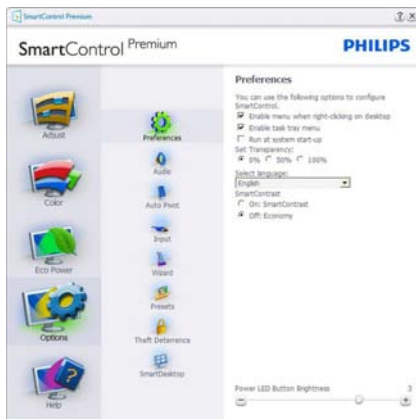 SmartControl Premium
SmartControl Premium
PHILIPS
Adjust
Color
Eco Power
Options
Help
Preferences
Audio
Auto Pivot
Input
Wizard
Presets
Theft Deterrence
SmartDesktop
Preferences
You can use the following options to configure
SmartControl.
Enable menu when right-clicking on desktop
Enable task tray menu
Run at system start-up
Set Transparency:
0% 50% 100%
Select language:
English
SmartContrast
On: SmartContrast
Off: Economy
Power LED Button Brightness 3